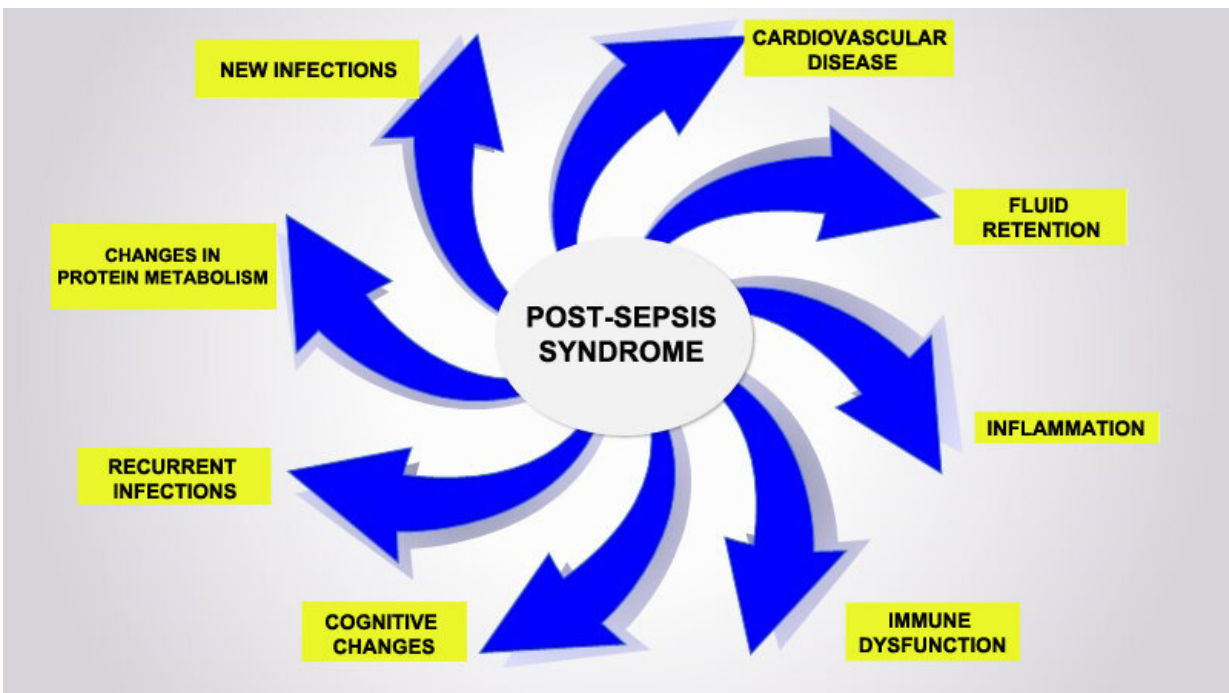 NEW INFECTIONS
CARDIOVASCULAR
DISEASE
FLUID
RETENTION
CHANGES IN
PROTEIN METABOLISM
POST-SEPSIS
SYNDROME
INFLAMMATION
RECURRENT
INFECTIONS
COGNITIVE
CHANGES
IMMUNE
DYSFUNCTION